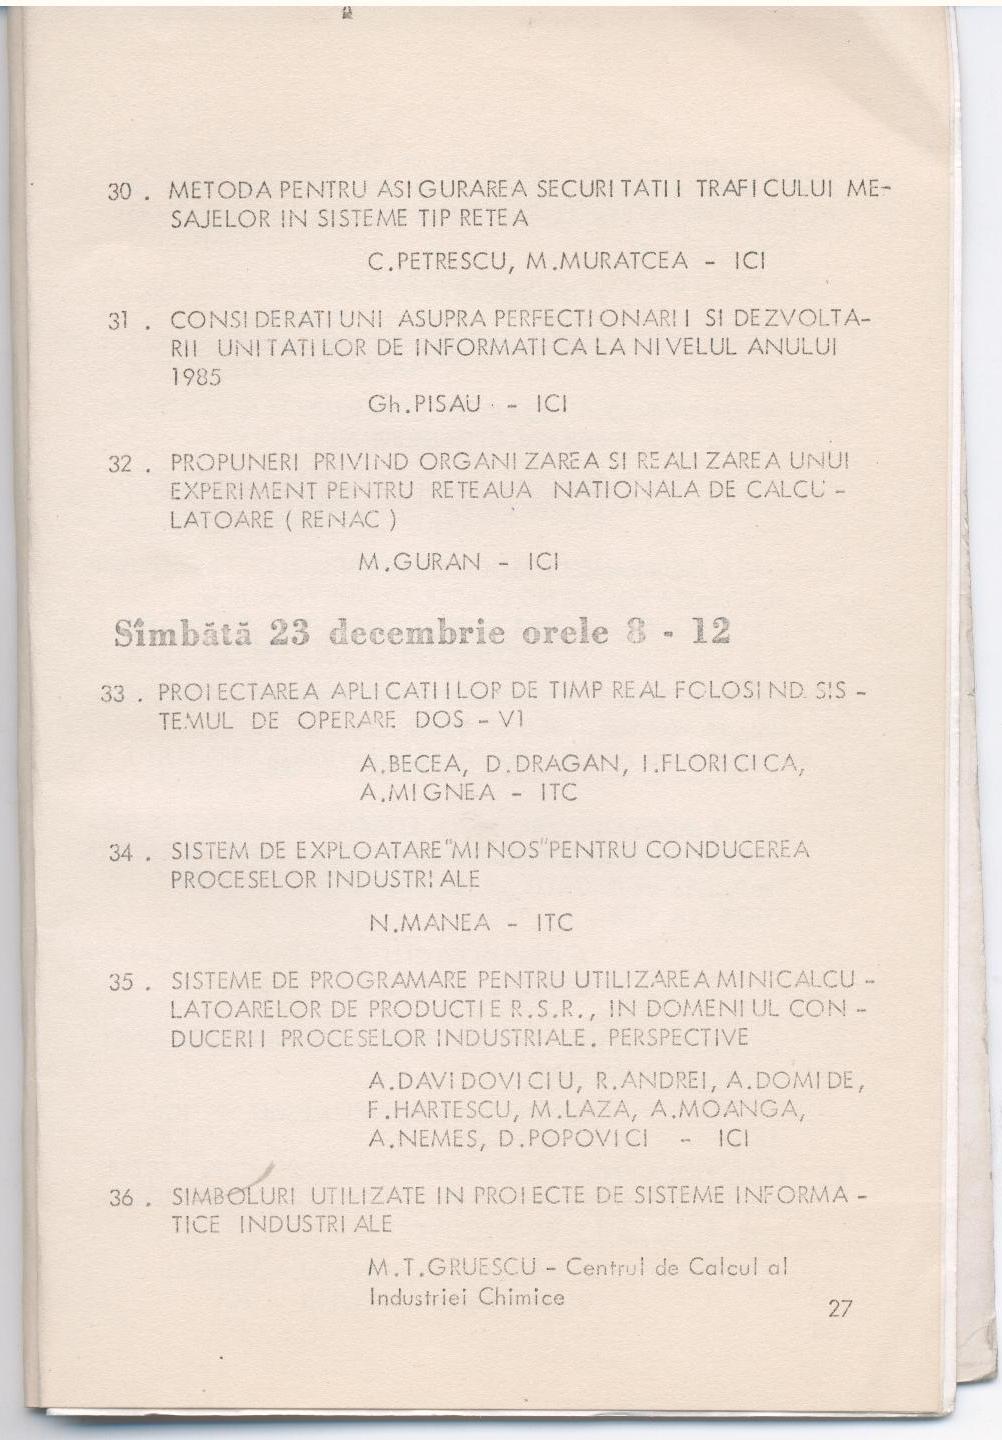 30 . METODA PENTRU ASIGURAREA SECURITATII TRAFICULUI ME-
SAJELOR IN SISTEME TIP RETEA
C.PETRESCU, M.MURATCEA - ICI
31 . CONSIDERATIUNI ASUPRA PERFECTIONARII SI DEZVOLTA-
RII UNITATILOR DE INFORMATICA LA NIVELUL ANULUI
1985
Gh.PISAU - ICI
32 . PROPUNERI PRIVIND ORGANIZAREA SI REALIZAREA UNUI
EXPERIMENT PENTRU RETEAUA NATIONALA DE CALCU -
LATOARE ( RENAC )
M.GURAN - ICI
Sîmbătă 23 decembrie orele 8 - 12
33 . PROIECTAREA APLICATIILOR DE TIMP REAL FOLOSIND SIS -
TEMUL DE OPERARE DOS - V1
A.BECEA, D.DRAGAN, I.FLORICICA,
A.MIGNEA - ITC
34 . SISTEM DE EXPLOATARE"MINOS"PENTRU CONDUCEREA
PROCESELOR INDUSTRIALE
N.MANEA - ITC
35 . SISTEME DE PROGRAMARE PENTRU UTILIZAREA MINICALCU -
LATOARELOR DE PRODUCTIE R.S.R., IN DOMENIUL CON -
DUCERII PROCESELOR INDUSTRIALE. PERSPECTIVE
A.DAVIDOVICIU, R.ANDREI, A.DOMIDE,
F.HARTESCU, M.LAZA, A.MOANGA,
A.NEMES, D.POPOVICI - ICI
36 . SIMBOLURI UTILIZATE IN PROIECTE DE SISTEME INFORMA -
TICE INDUSTRIALE
M.T.GRUESCU - Centrul de Calcul al
Industriei Chimice
27